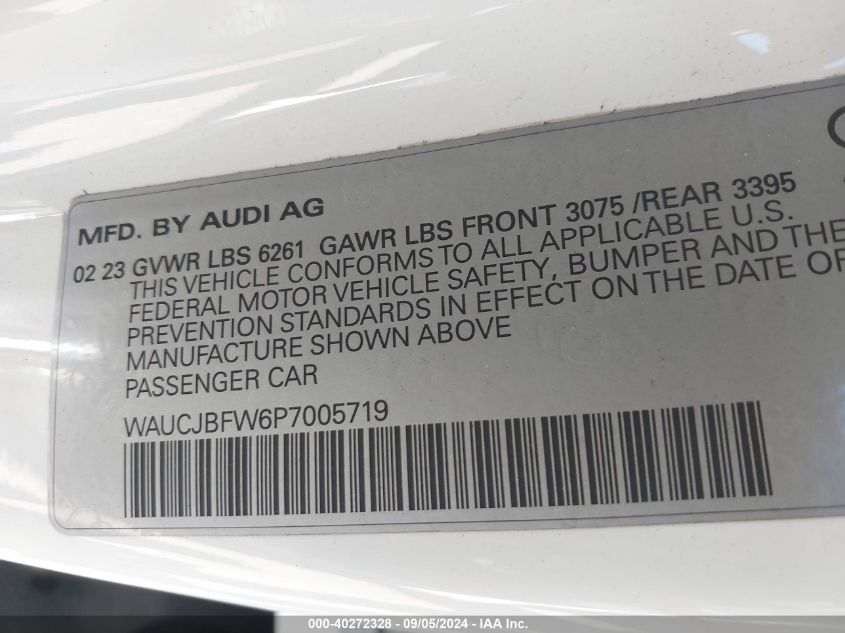 MFD. BY AUDI AG
02 23 GVWR LBS 6261 GAWR LBS FRONT 3075 /REAR 3395
THIS VEHICLE CONFORMS TO ALL APPLICABLE U.S.
FEDERAL MOTOR VEHICLE SAFETY, BUMPER AND THE
PREVENTION STANDARDS IN EFFECT ON THE DATE OF
MANUFACTURE SHOWN ABOVE
PASSENGER CAR
WAUCJBFW6P7005719
000-40272328 - 09/05/2024 - IAA Inc.